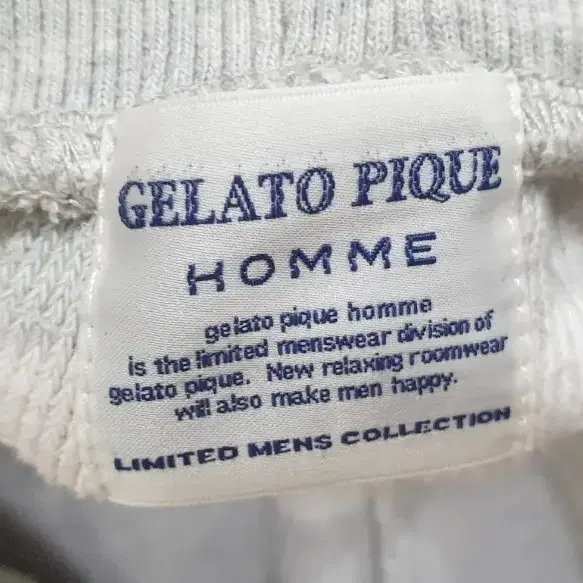 GELATO PIQUE
HOMME
gelato pique homme
is the limited menswear division of
gelato pique. New relaxing roomwear
will also make men happy.
LIMITED MENS COLLECTION